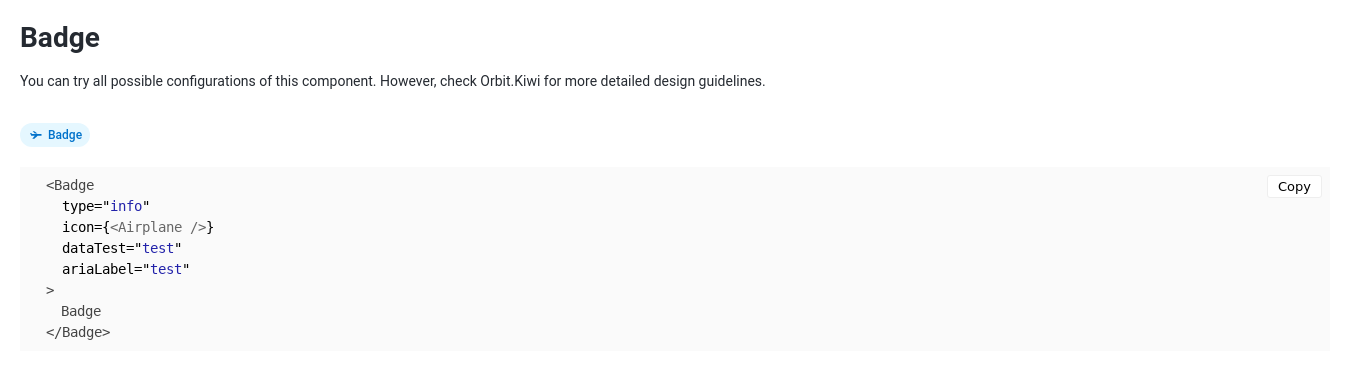 Badge
You can try all possible configurations of this component. However, check Orbit.Kiwi for more detailed design guidelines.
Badge
Copy
<Badge
  type="info"
  icon={<Airplane />}
  dataTest="test"
  ariaLabel="test"
>
  Badge
</Badge>